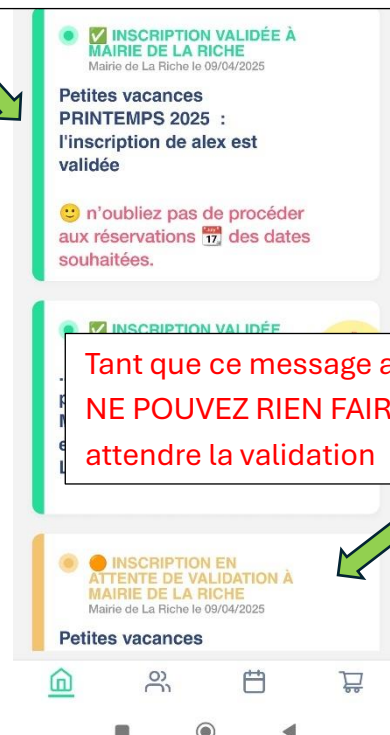 ✅ INSCRIPTION VALIDÉE À
MAIRIE DE LA RICHE
Mairie de La Riche le 09/04/2025
Petites vacances
PRINTEMPS 2025 :
l'inscription de alex est
validée
🙂 n’oubliez pas de procéder
aux réservations 📆 des dates
souhaitées.
✅ INSCRIPTION VALIDÉE
Tant que ce message a
NE POUVEZ RIEN FAIR
attendre la validation
🟠 INSCRIPTION EN
ATTENTE DE VALIDATION À
MAIRIE DE LA RICHE
Mairie de La Riche le 09/04/2025
Petites vacances